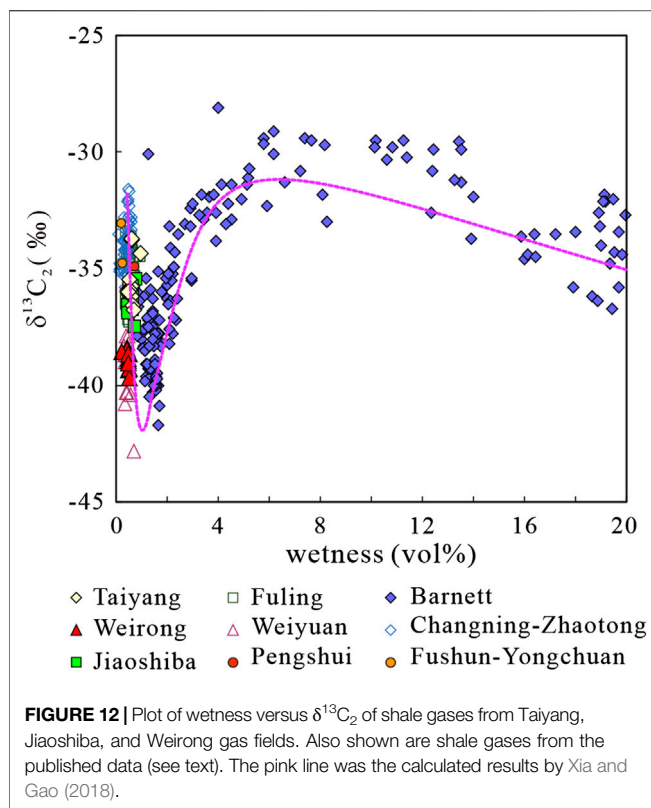 -25
-30
-35
-40
-45
δ¹³C₂ (‰)
0 4 8 12 16 20
wetness (vol%)
Taiyang Fuling Barnett
Weirong Weiyuan Changning-Zhaotong
Jiaoshiba Pengshui Fushun-Yongchuan
FIGURE 12 | Plot of wetness versus δ¹³C₂ of shale gases from Taiyang,
Jiaoshiba, and Weirong gas fields. Also shown are shale gases from the
published data (see text). The pink line was the calculated results by Xia and
Gao (2018).